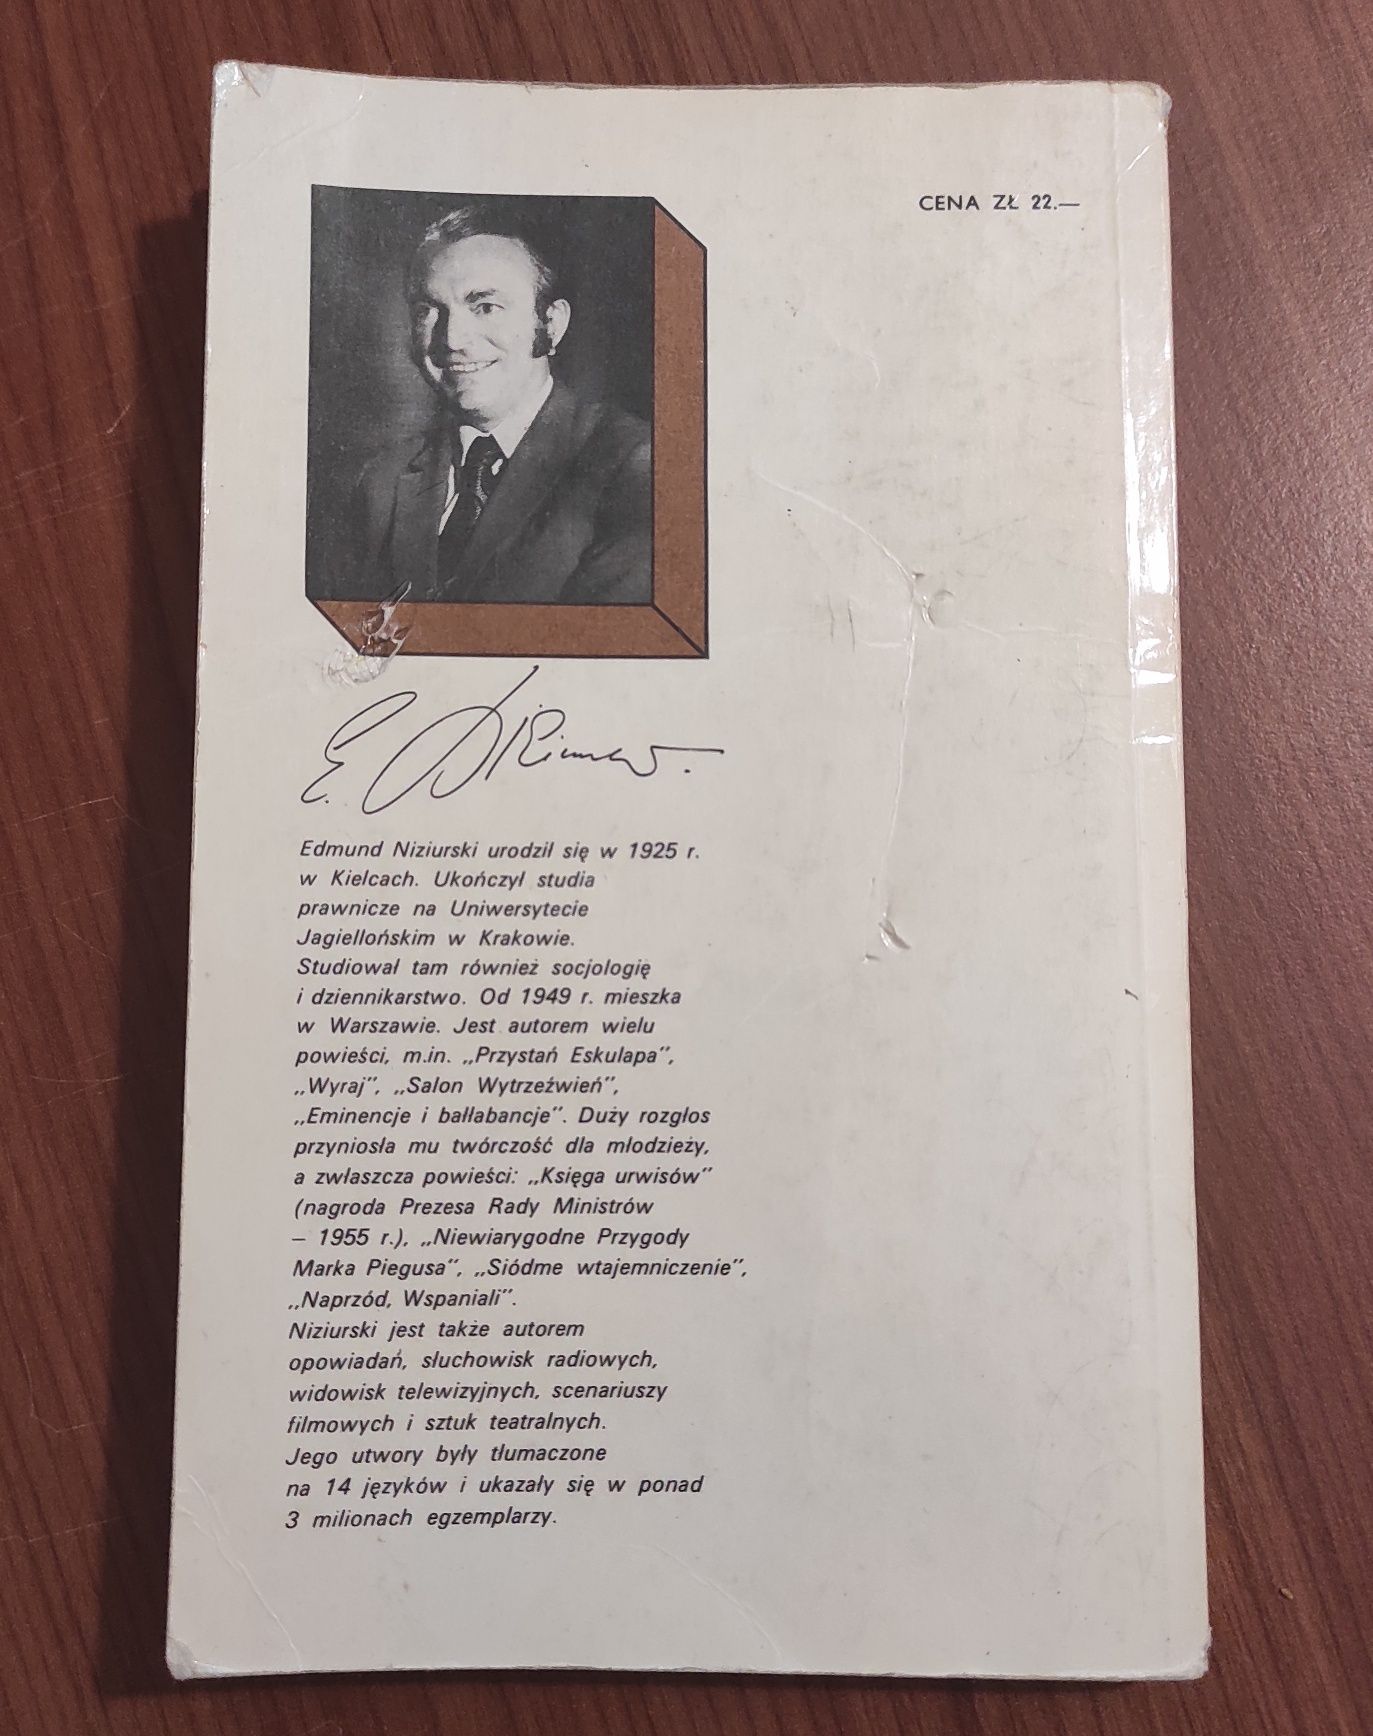 CENA ZŁ 22.—
Edmund Niziurski urodził się w 1925 r.
w Kielcach. Ukończył studia
prawnicze na Uniwersytecie
Jagiellońskim w Krakowie.
Studiował tam również socjologię
i dziennikarstwo. Od 1949 r. mieszka
w Warszawie. Jest autorem wielu
powieści, m.in. „Przystań Eskulapa”,
„Wyraj”, „Salon Wytrzeźwień”,
„Eminencje i bałłabancje”. Duży rozgłos
przyniosła mu twórczość dla młodzieży,
a zwłaszcza powieści: „Księga urwisów”
(nagroda Prezesa Rady Ministrów
– 1955 r.), „Niewiarygodne Przygody
Marka Piegusa”, „Siódme wtajemniczenie”,
„Naprzód, Wspaniali”.
Niziurski jest także autorem
opowiadań, słuchowisk radiowych,
widowisk telewizyjnych, scenariuszy
filmowych i sztuk teatralnych.
Jego utwory były tłumaczone
na 14 języków i ukazały się w ponad
3 milionach egzemplarzy.